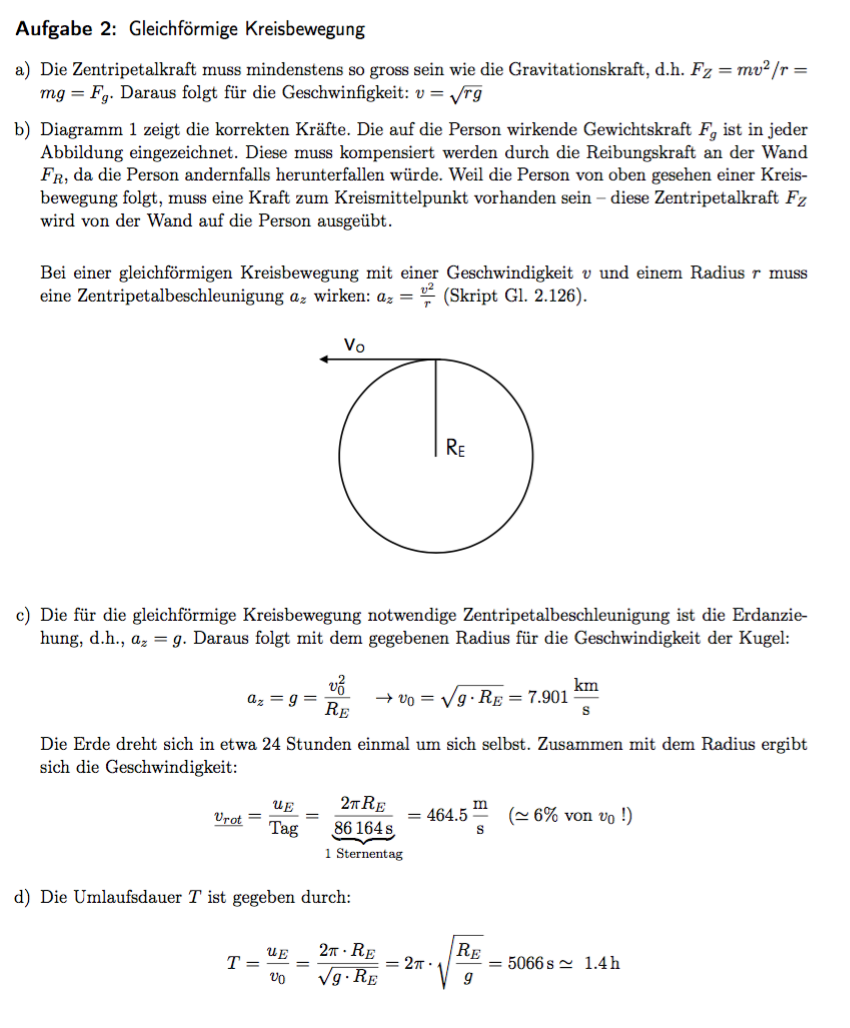 Aufgabe 2: Gleichförmige Kreisbewegung
a) Die Zentripetalkraft muss mindenstens so gross sein wie die Gravitationskraft, d.h. F_Z = mv²/r =
mg = F_g. Daraus folgt für die Geschwinfigkeit: v = √(rg)
b) Diagramm 1 zeigt die korrekten Kräfte. Die auf die Person wirkende Gewichtskraft F_g ist in jeder
Abbildung eingezeichnet. Diese muss kompensiert werden durch die Reibungskraft an der Wand
F_R, da die Person andernfalls herunterfallen würde. Weil die Person von oben gesehen einer Kreis-
bewegung folgt, muss eine Kraft zum Kreismittelpunkt vorhanden sein – diese Zentripetalkraft F_Z
wird von der Wand auf die Person ausgeübt.
Bei einer gleichförmigen Kreisbewegung mit einer Geschwindigkeit v und einem Radius r muss
eine Zentripetalbeschleunigung a_z wirken: a_z = v²/r (Skript Gl. 2.126).
V_O
R_E
c) Die für die gleichförmige Kreisbewegung notwendige Zentripetalbeschleunigung ist die Erdanzie-
hung, d.h., a_z = g. Daraus folgt mit dem gegebenen Radius für die Geschwindigkeit der Kugel:
a_z = g = v_0²/R_E → v_0 = √(g · R_E) = 7.901 km/s
Die Erde dreht sich in etwa 24 Stunden einmal um sich selbst. Zusammen mit dem Radius ergibt
sich die Geschwindigkeit:
v_rot = u_E/Tag = 2πR_E/86 164 s = 464.5 m/s (≃ 6% von v_0 !)
1 Sternentag
d) Die Umlaufsdauer T ist gegeben durch:
T = u_E/v_0 = 2π · R_E/√(g · R_E) = 2π · √(R_E/g) = 5066 s ≃ 1.4 h